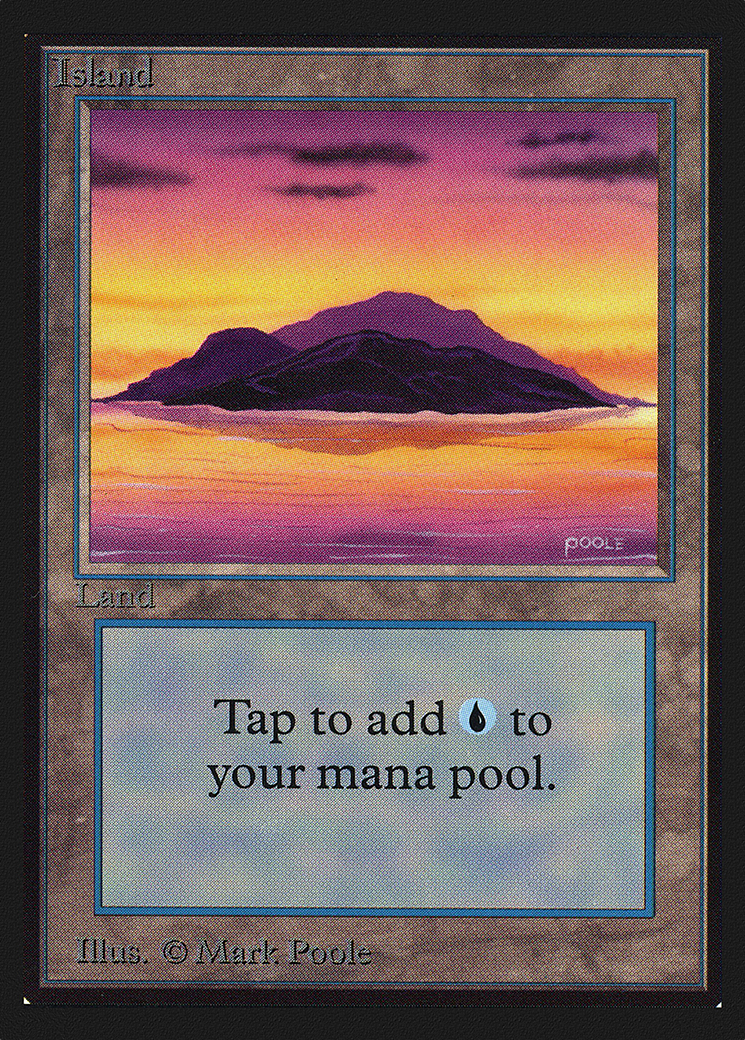 Island
POOLE
Land
Tap to add to
your mana pool.
Illus. © Mark Poole